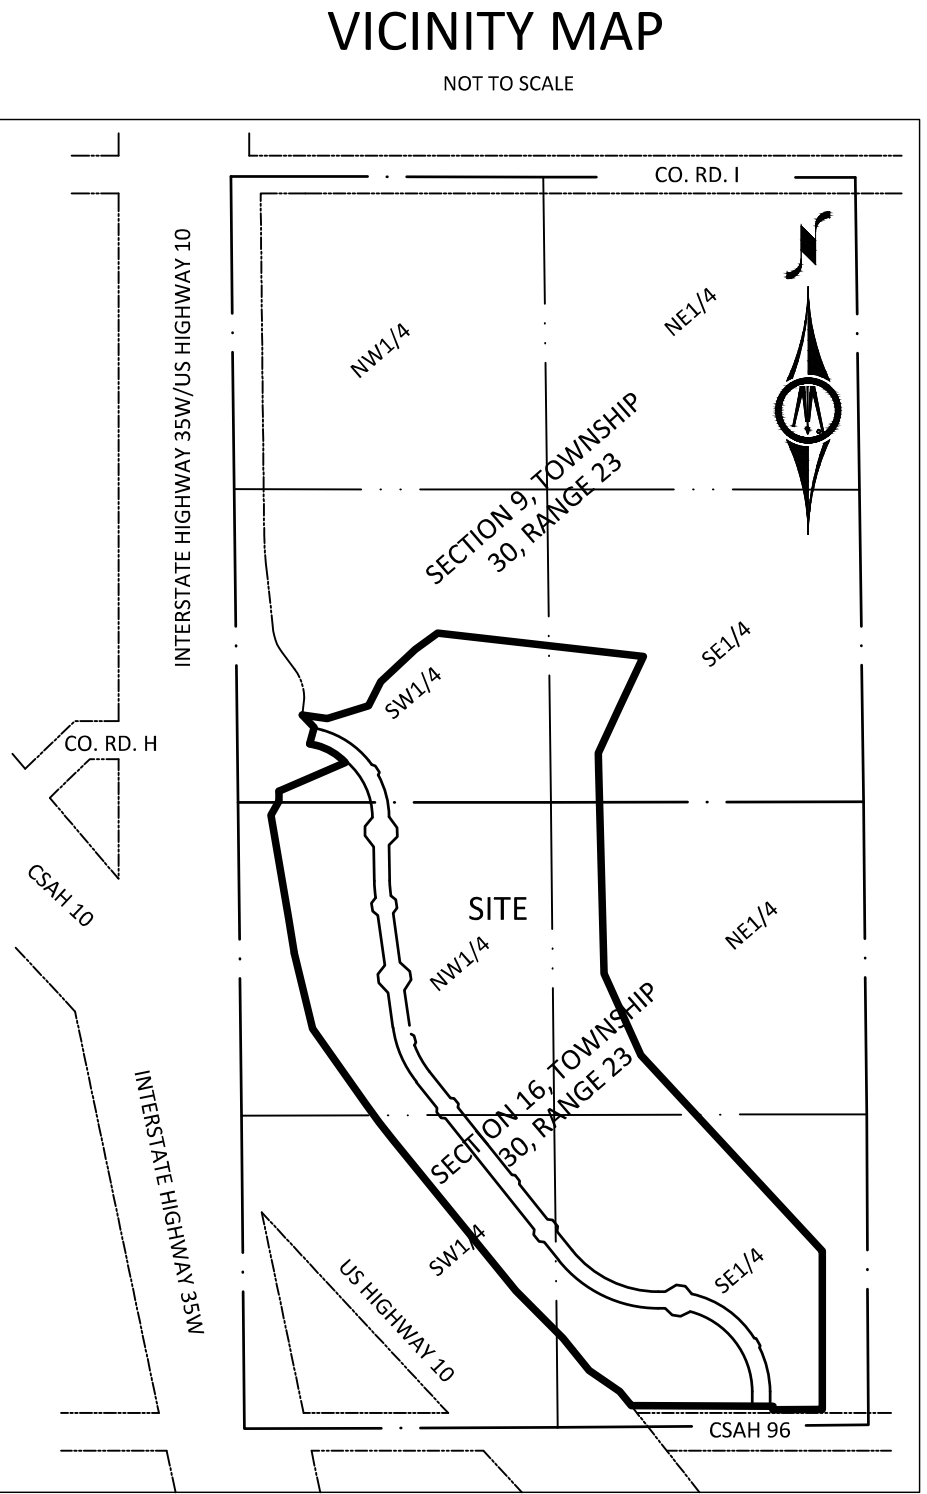 VICINITY MAP
NOT TO SCALE
CO. RD. I
N
INTERSTATE HIGHWAY 35W/US HIGHWAY 10
NW1/4
NE1/4
SECTION 9, TOWNSHIP
30, RANGE 23
SW1/4
SE1/4
CO. RD. H
CSAH 10
SITE
NW1/4
NE1/4
SECTION 16, TOWNSHIP
30, RANGE 23
INTERSTATE HIGHWAY 35W
SW1/4
SE1/4
US HIGHWAY 10
CSAH 96